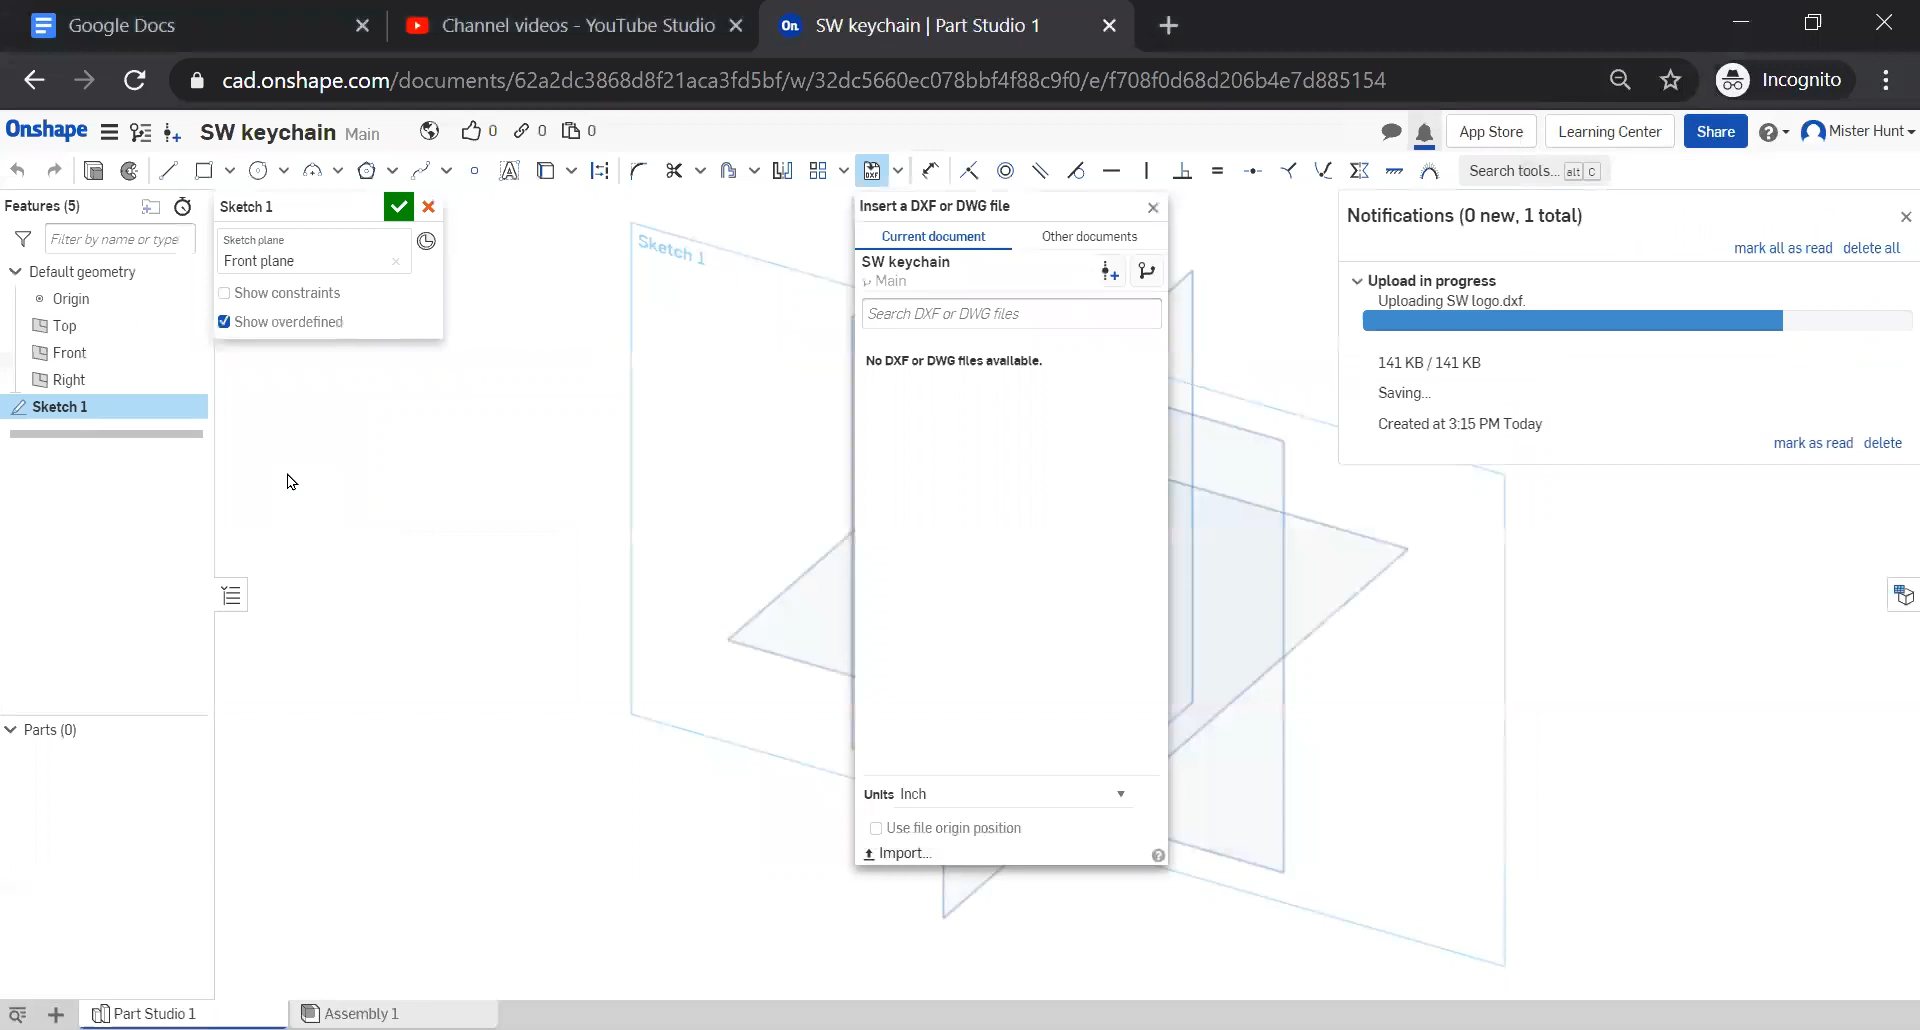 Google Docs
Channel videos - YouTube Studio
On. SW keychain | Part Studio 1
cad.onshape.com/documents/62a2dc3868d8f21aca3fd5bf/w/32dc5660ec078bbf4f88c9f0/e/f708f0d68d206b4e7d885154
Incognito
Onshape
SW keychain Main
0
0
0
App Store
Learning Center
Share
Mister Hunt
DXF
Search tools... alt C
Features (5)
Filter by name or type
Default geometry
Origin
Top
Front
Right
Sketch 1
Parts (0)
Sketch 1
Sketch plane
Front plane
Show constraints
Show overdefined
Sketch 1
Insert a DXF or DWG file
Current document
Other documents
SW keychain
Main
Search DXF or DWG files
No DXF or DWG files available.
Units Inch
Use file origin position
Import...
Notifications (0 new, 1 total)
mark all as read delete all
Upload in progress
Uploading SW logo.dxf.
141 KB / 141 KB
Saving...
Created at 3:15 PM Today
mark as read delete
Part Studio 1
Assembly 1